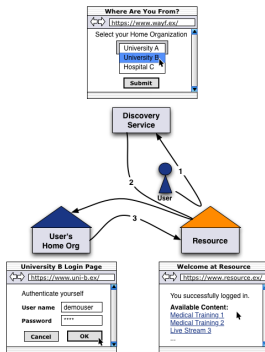 Where Are You From?
https://www.wayf.ex/
Select your Home Organization
University A
University B
Hospital C
Submit
Discovery
Service
1
2
User
3
User's
Home Org
Resource
University B Login Page
https://www.uni-b.ex/
Authenticate yourself
User name demouser
Password ****
Cancel OK
Welcome at Resource
https://www.resource.ex/
You successfully logged in.
Available Content:
Medical Training 1
Medical Training 2
Live Stream 3
...